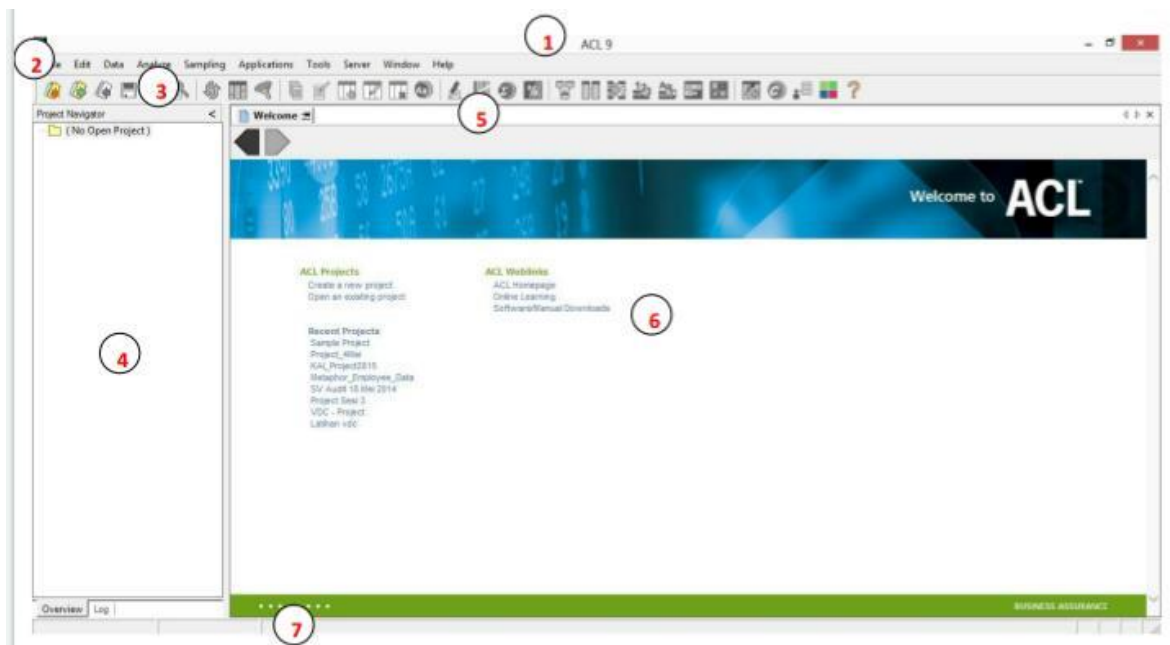 1
ACL 9
2
Edit Data Analyze Sampling Applications Tools Server Window Help
3
Project Navigator <
Welcome
5
( No Open Project )
Welcome to ACL
ACL Projects
Create a new project
Open an existing project
ACL Weblinks
ACL Homepage
Online Learning
Software/Manual Downloads
6
Recent Projects
Sample Project
KAI_Project2015
Metaphor_Employee_Data
SV Audit 18 Mei 2014
Project Sesi 3
VDC - Project
Latihan vdc
4
Overview Log
BUSINESS ASSURANCE
7